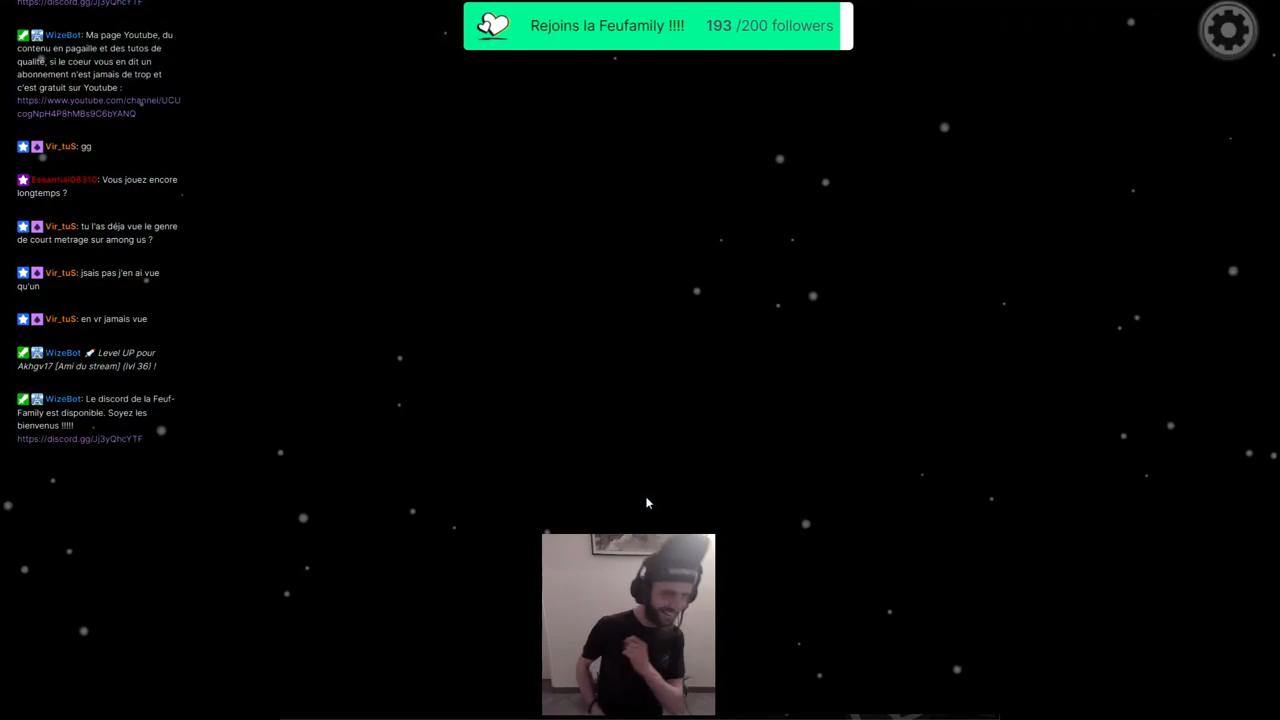 https://discord.gg/Jj3yQhcYTF
WizeBot: Ma page Youtube, du
contenu en pagaille et des tutos de
qualité, si le coeur vous en dit un
abonnement n'est jamais de trop et
c'est gratuit sur Youtube :
https://www.youtube.com/channel/UCU
cogNpH4P8hMBs9C6bYANQ
Vir_tuS: gg
Essantial08310: Vous jouez encore
longtemps ?
Vir_tuS: tu l'as déja vue le genre
de court metrage sur among us ?
Vir_tuS: jsais pas j'en ai vue
qu'un
Vir_tuS: en vr jamais vue
WizeBot 🚀 Level UP pour
Akhgv17 [Ami du stream] (lvl 36) !
WizeBot: Le discord de la Feuf-
Family est disponible. Soyez les
bienvenus !!!!!
https://discord.gg/Jj3yQhcYTF
Rejoins la Feufamily !!!! 193 /200 followers